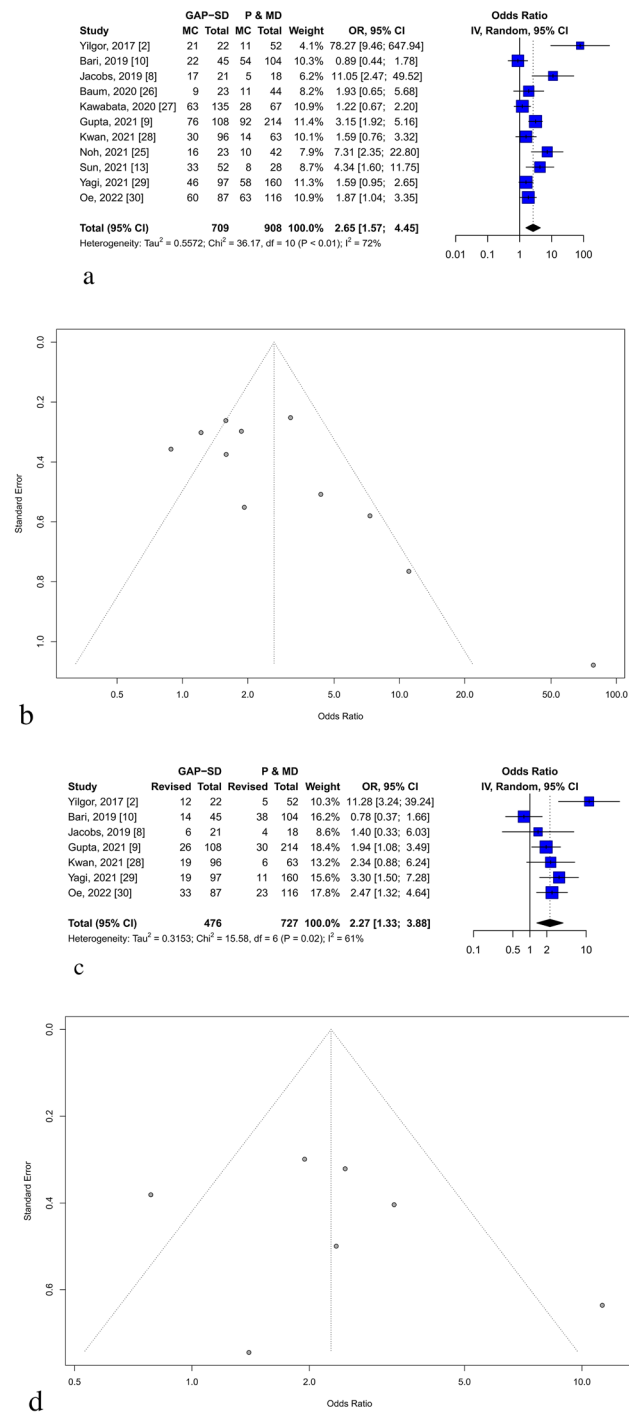 GAP−SD P & MD Odds Ratio
Study MC Total MC Total Weight OR, 95% CI IV, Random, 95% CI
Yilgor, 2017 [2] 21 22 11 52 4.1% 78.27 [9.46; 647.94]
Bari, 2019 [10] 22 45 54 104 10.3% 0.89 [0.44; 1.78]
Jacobs, 2019 [8] 17 21 5 18 6.2% 11.05 [2.47; 49.52]
Baum, 2020 [26] 9 23 11 44 8.3% 1.93 [0.65; 5.68]
Kawabata, 2020 [27] 63 135 28 67 10.9% 1.22 [0.67; 2.20]
Gupta, 2021 [9] 76 108 92 214 11.4% 3.15 [1.92; 5.16]
Kwan, 2021 [28] 30 96 14 63 10.1% 1.59 [0.76; 3.32]
Noh, 2021 [25] 16 23 10 42 8.0% 7.31 [2.35; 22.80]
Sun, 2021 [13] 33 52 8 28 8.7% 4.34 [1.60; 11.75]
Yagi, 2021 [29] 46 97 58 160 11.3% 1.59 [0.95; 2.65]
Oe, 2022 [30] 60 87 63 116 10.9% 1.87 [1.04; 3.35]
Total (95% CI) 709 908 100.0% 2.65 [1.57; 4.45]
Heterogeneity: Tau² = 0.5572; Chi² = 36.17, df = 10 (P < 0.01); I² = 72%
0.01 0.1 1 10 100
a
0.0
0.2
0.4
0.6
0.8
1.0
Standard Error
0.5 1.0 2.0 5.0 10.0 20.0 50.0 100.0
Odds Ratio
b
GAP−SD P & MD Odds Ratio
Study Revised Total Revised Total Weight OR, 95% CI IV, Random, 95% CI
Yilgor, 2017 [2] 12 22 5 52 10.3% 11.28 [3.24; 39.24]
Bari, 2019 [10] 14 45 38 104 16.2% 0.78 [0.37; 1.66]
Jacobs, 2019 [8] 6 21 4 18 8.6% 1.40 [0.33; 6.03]
Gupta, 2021 [9] 26 108 30 214 18.4% 1.94 [1.08; 3.49]
Kwan, 2021 [28] 19 96 6 63 13.2% 2.34 [0.88; 6.24]
Yagi, 2021 [29] 19 97 11 160 15.6% 3.30 [1.50; 7.28]
Oe, 2022 [30] 33 87 23 116 17.8% 2.47 [1.32; 4.64]
Total (95% CI) 476 727 100.0% 2.27 [1.33; 3.88]
Heterogeneity: Tau² = 0.3153; Chi² = 15.58, df = 6 (P = 0.02); I² = 61%
0.1 0.5 1 2 10
c
0.0
0.2
0.4
0.6
Standard Error
0.5 1.0 2.0 5.0 10.0
Odds Ratio
d